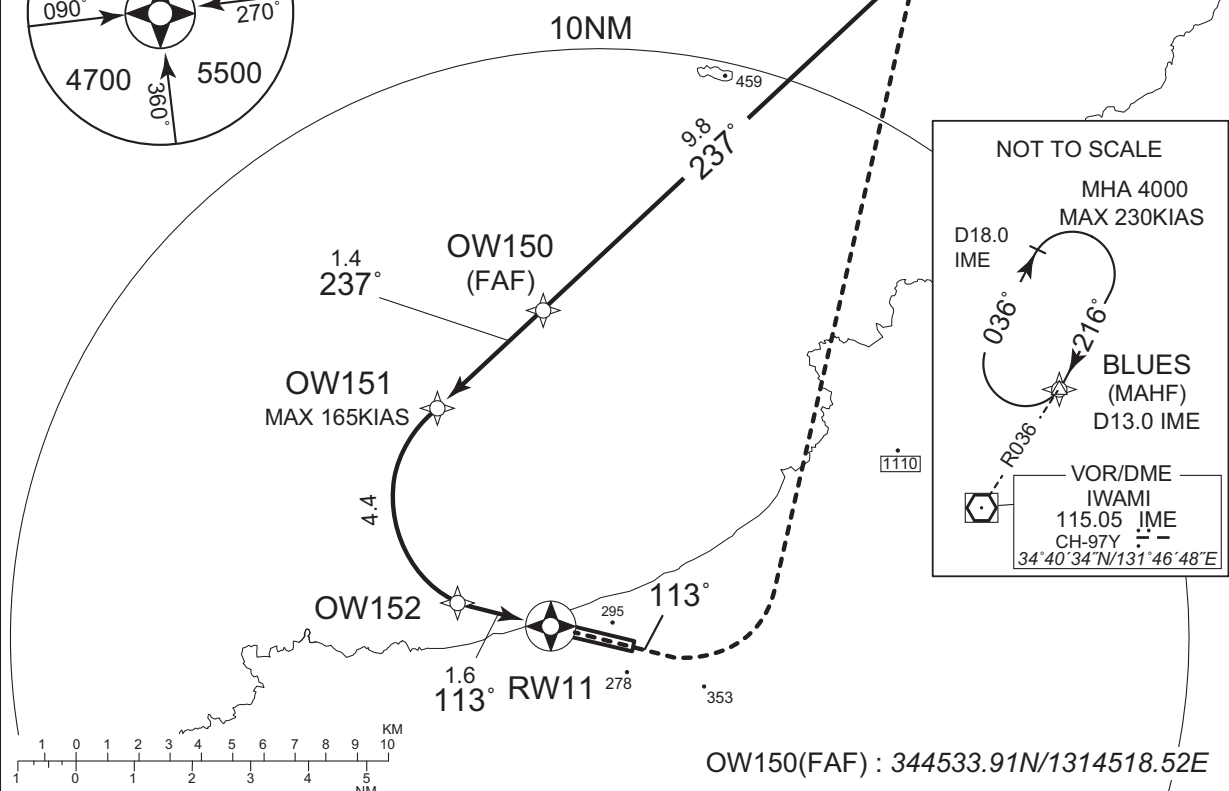 090°
270°
4700
5500
360°
10NM
459
9.8
237°
NOT TO SCALE
MHA 4000
MAX 230KIAS
D18.0
IME
036°
216°
BLUES
(MAHF)
D13.0 IME
R036
VOR/DME
IWAMI
115.05 IME
CH-97Y
34°40´34˝N/131°46´48˝E
OW150
(FAF)
1.4
237°
OW151
MAX 165KIAS
1110
4.4
OW152
295
113°
1.6
113°
RW11
278
353
KM
1 0 1 2 3 4 5 6 7 8 9 10
1 0 1 2 3 4 5
NM
OW150(FAF) : 344533.91N/1314518.52E